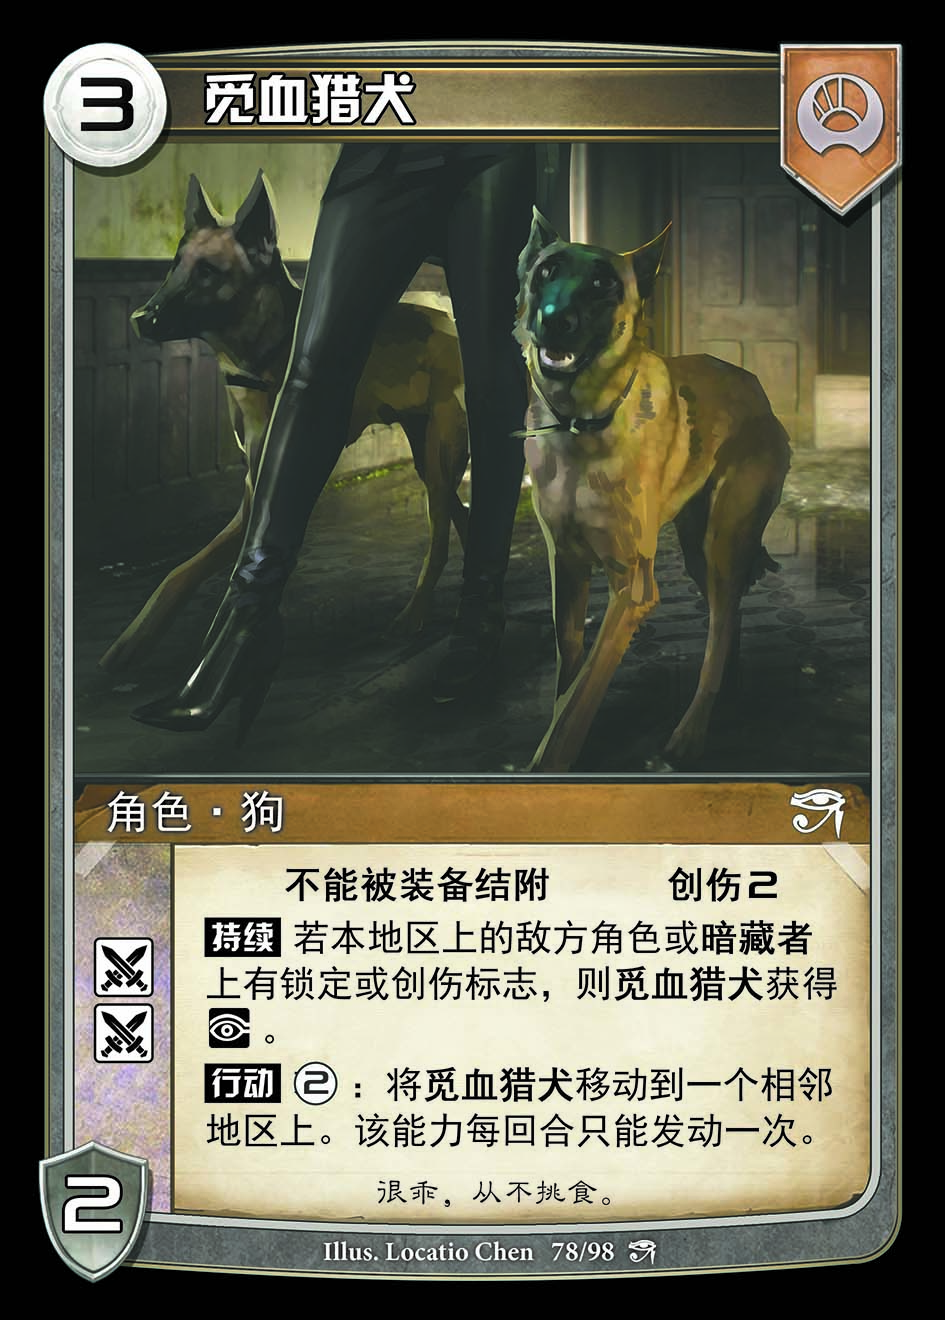 3
觅血猎犬
角色·狗
不能被装备结附 创伤2
持续 若本地区上的敌方角色或暗藏者
上有锁定或创伤标志，则觅血猎犬获得
。
行动 2：将觅血猎犬移动到一个相邻
地区上。该能力每回合只能发动一次。
很乖，从不挑食。
2
Illus. Locatio Chen 78/98